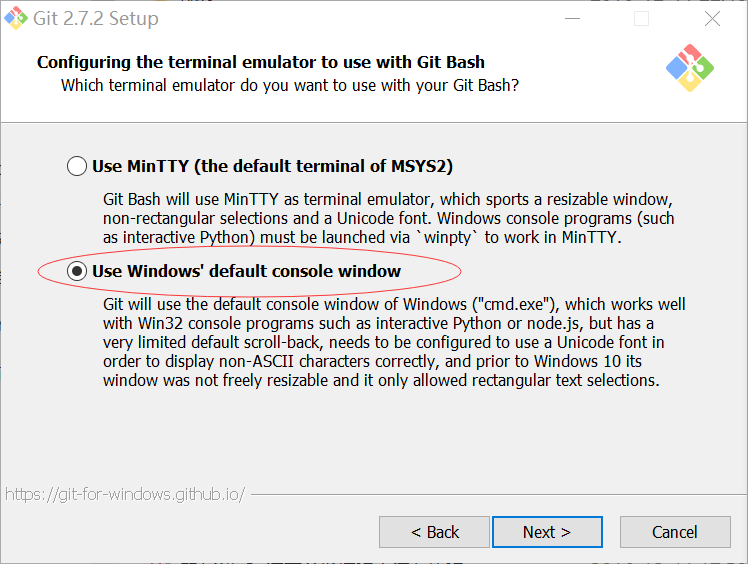 Git 2.7.2 Setup
Configuring the terminal emulator to use with Git Bash
Which terminal emulator do you want to use with your Git Bash?
Use MinTTY (the default terminal of MSYS2)
Git Bash will use MinTTY as terminal emulator, which sports a resizable window,
non-rectangular selections and a Unicode font. Windows console programs (such
as interactive Python) must be launched via `winpty` to work in MinTTY.
Use Windows' default console window
Git will use the default console window of Windows ("cmd.exe"), which works well
with Win32 console programs such as interactive Python or node.js, but has a
very limited default scroll-back, needs to be configured to use a Unicode font in
order to display non-ASCII characters correctly, and prior to Windows 10 its
window was not freely resizable and it only allowed rectangular text selections.
https://git-for-windows.github.io/
< Back
Next >
Cancel